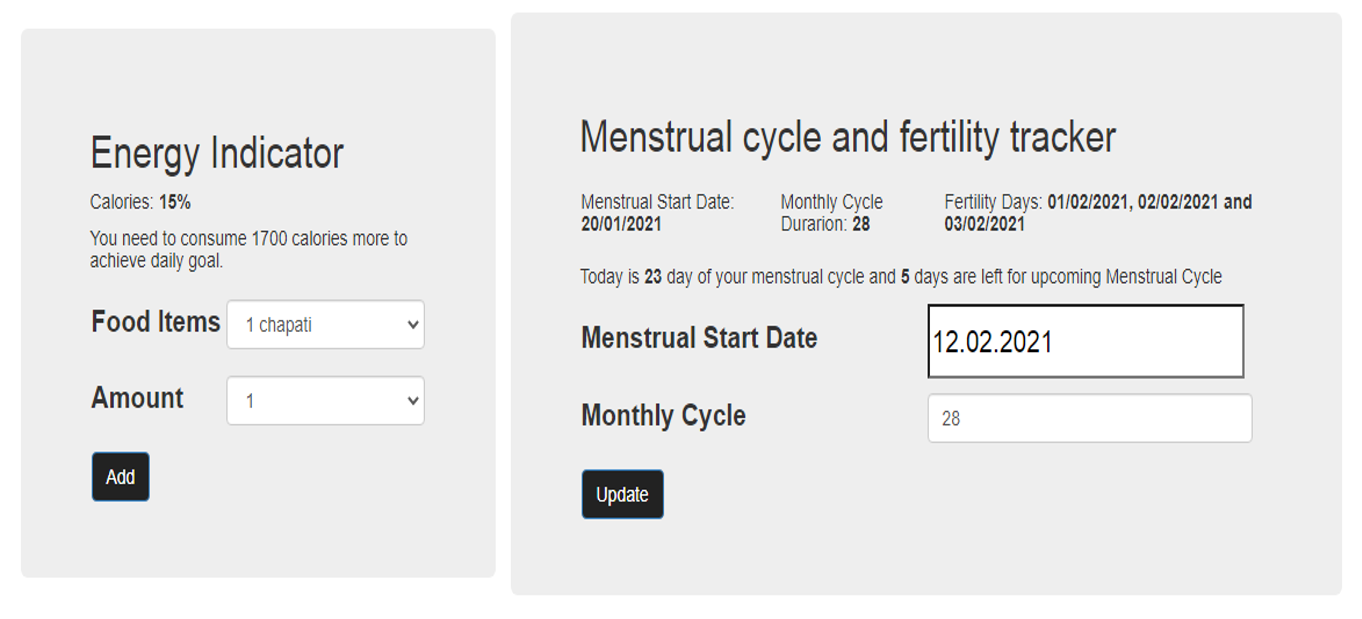 Energy Indicator
Calories: 15%
You need to consume 1700 calories more to
achieve daily goal.
Food Items
1 chapati
Amount
1
Add
Menstrual cycle and fertility tracker
Menstrual Start Date:
20/01/2021
Monthly Cycle
Durarion: 28
Fertility Days: 01/02/2021, 02/02/2021 and
03/02/2021
Today is 23 day of your menstrual cycle and 5 days are left for upcoming Menstrual Cycle
Menstrual Start Date
12.02.2021
Monthly Cycle
28
Update